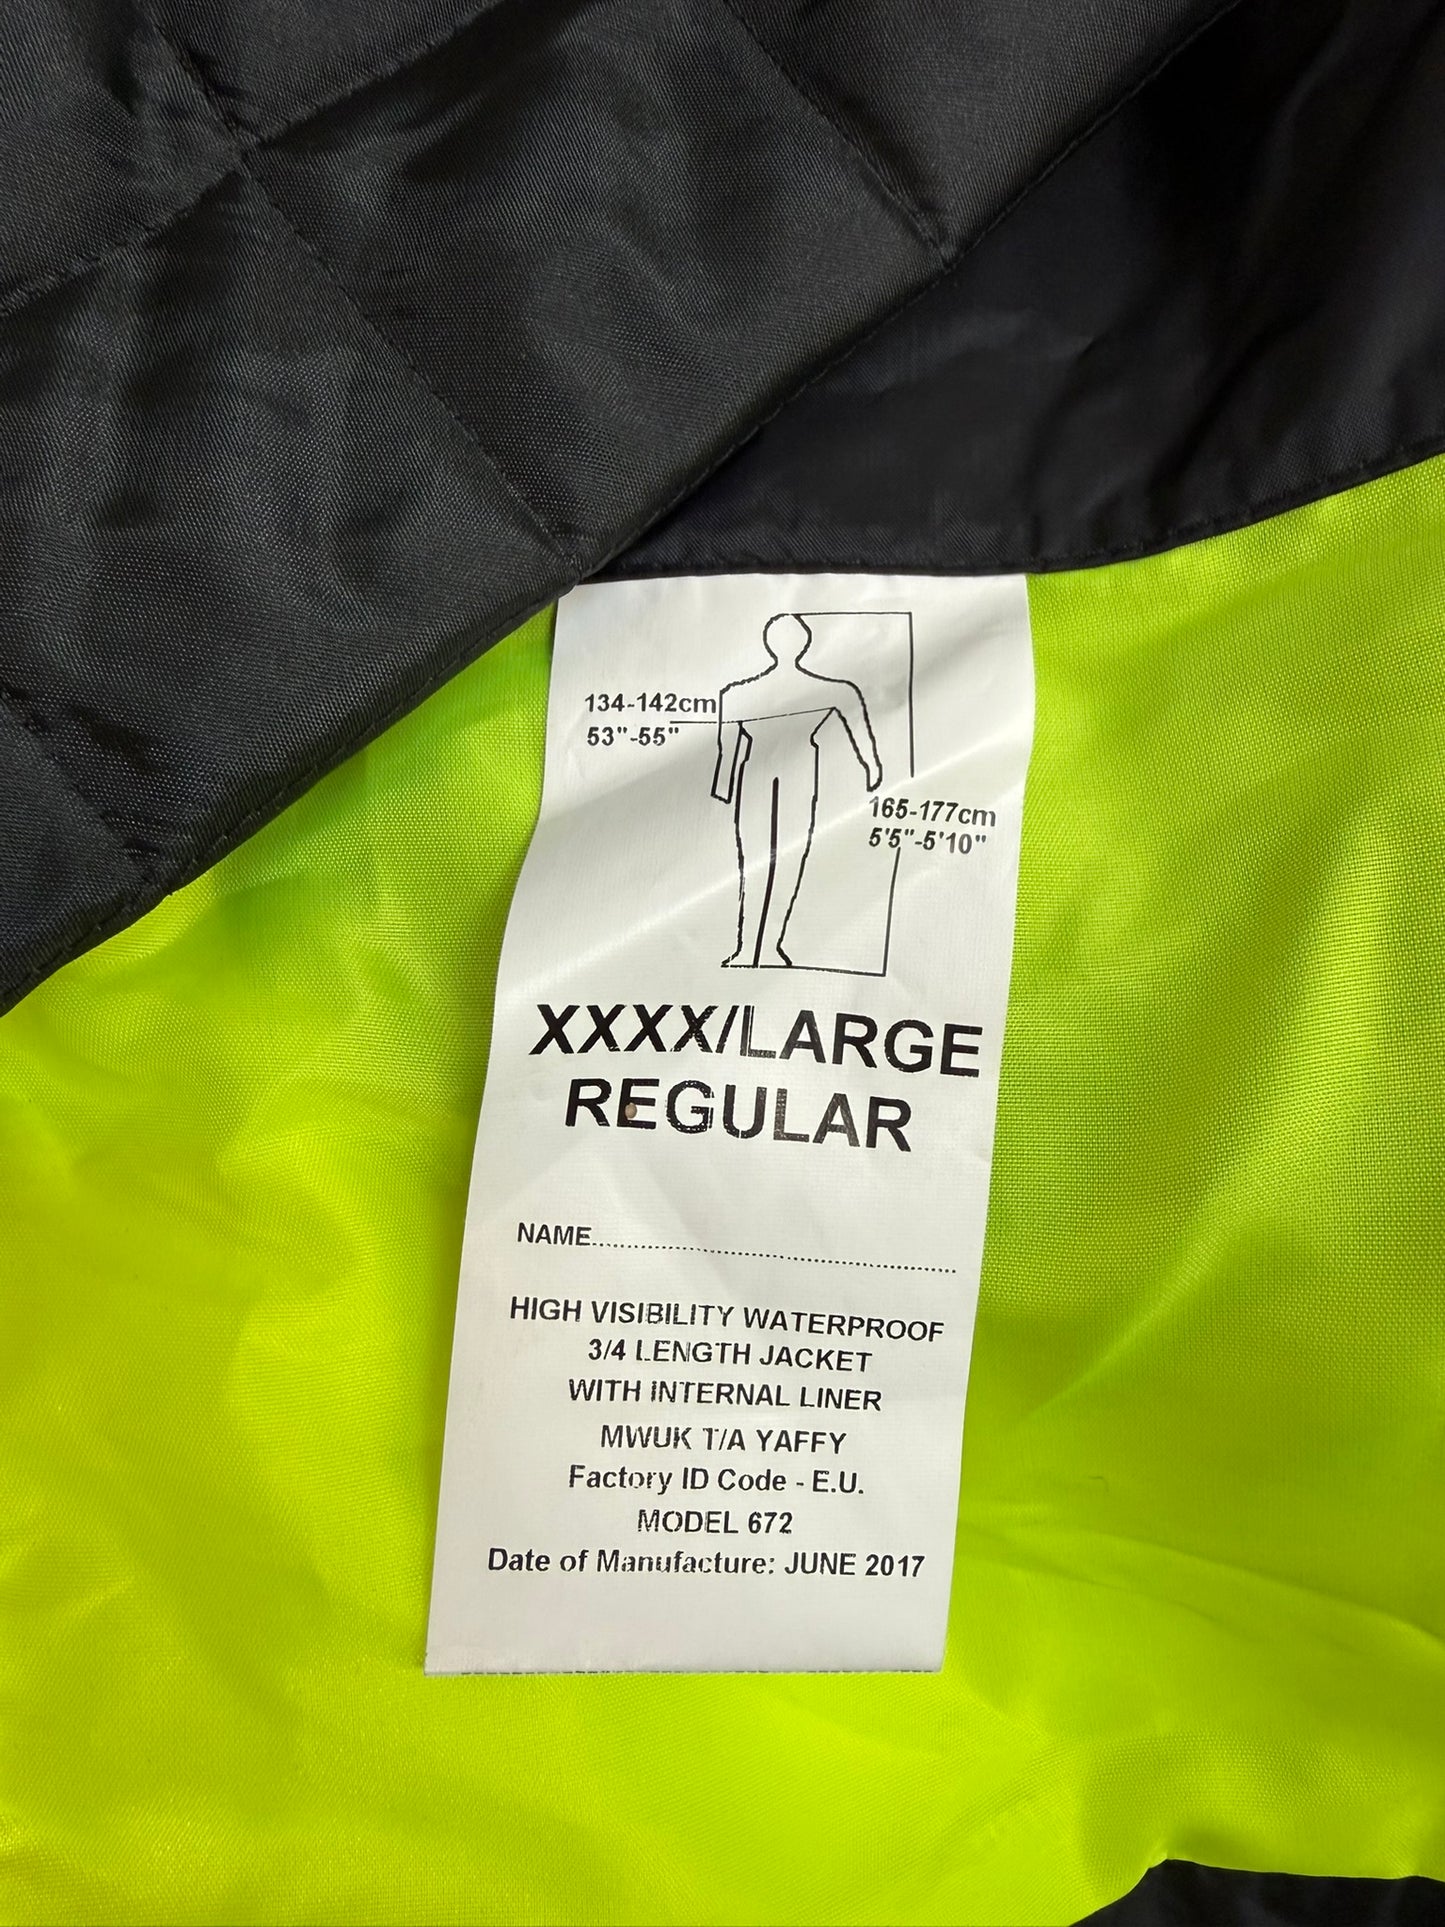 134-142cm
53"-55"
165-177cm
5'5"-5'10"
XXXX/LARGE
REGULAR
NAME..........................................................
HIGH VISIBILITY WATERPROOF
3/4 LENGTH JACKET
WITH INTERNAL LINER
MWUK T/A YAFFY
Factory ID Code - E.U.
MODEL 672
Date of Manufacture: JUNE 2017